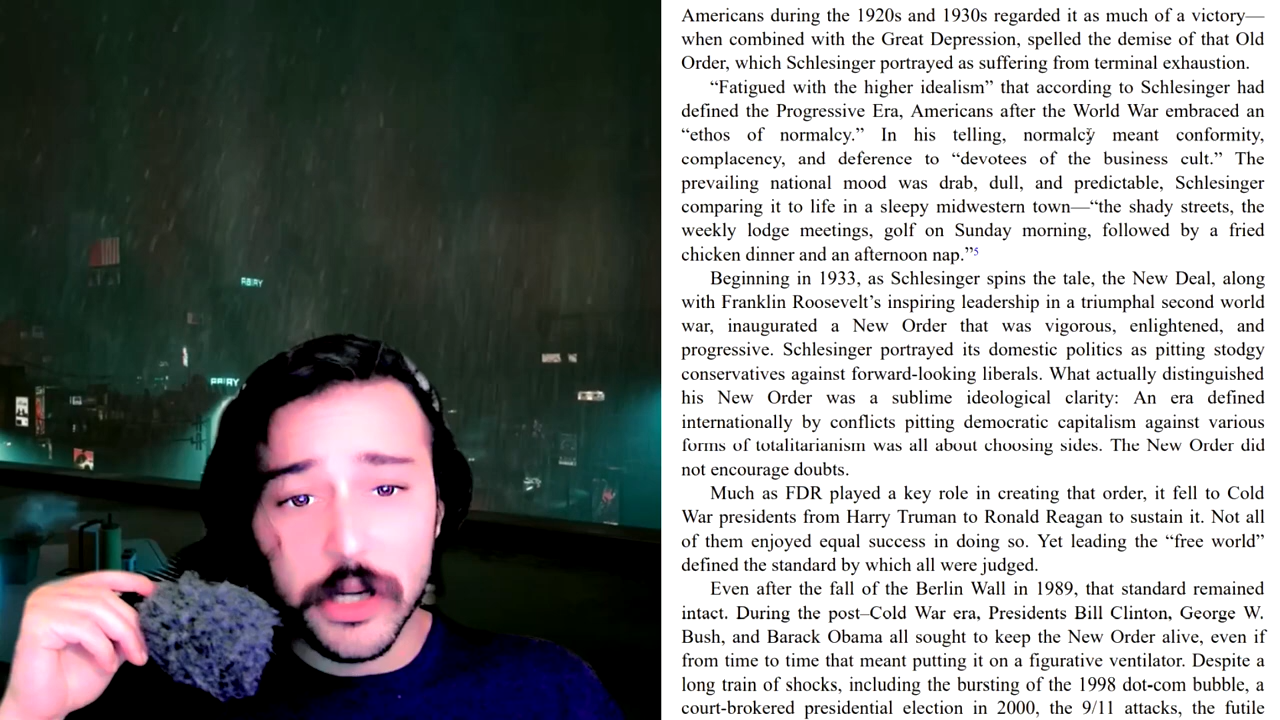 Americans during the 1920s and 1930s regarded it as much of a victory—
when combined with the Great Depression, spelled the demise of that Old
Order, which Schlesinger portrayed as suffering from terminal exhaustion.
“Fatigued with the higher idealism” that according to Schlesinger had
defined the Progressive Era, Americans after the World War embraced an
“ethos of normalcy.” In his telling, normalcy meant conformity,
complacency, and deference to “devotees of the business cult.” The
prevailing national mood was drab, dull, and predictable, Schlesinger
comparing it to life in a sleepy midwestern town—“the shady streets, the
weekly lodge meetings, golf on Sunday morning, followed by a fried
chicken dinner and an afternoon nap.”5
Beginning in 1933, as Schlesinger spins the tale, the New Deal, along
with Franklin Roosevelt’s inspiring leadership in a triumphal second world
war, inaugurated a New Order that was vigorous, enlightened, and
progressive. Schlesinger portrayed its domestic politics as pitting stodgy
conservatives against forward-looking liberals. What actually distinguished
his New Order was a sublime ideological clarity: An era defined
internationally by conflicts pitting democratic capitalism against various
forms of totalitarianism was all about choosing sides. The New Order did
not encourage doubts.
Much as FDR played a key role in creating that order, it fell to Cold
War presidents from Harry Truman to Ronald Reagan to sustain it. Not all
of them enjoyed equal success in doing so. Yet leading the “free world”
defined the standard by which all were judged.
Even after the fall of the Berlin Wall in 1989, that standard remained
intact. During the post–Cold War era, Presidents Bill Clinton, George W.
Bush, and Barack Obama all sought to keep the New Order alive, even if
from time to time that meant putting it on a figurative ventilator. Despite a
long train of shocks, including the bursting of the 1998 dot-com bubble, a
court-brokered presidential election in 2000, the 9/11 attacks, the futile